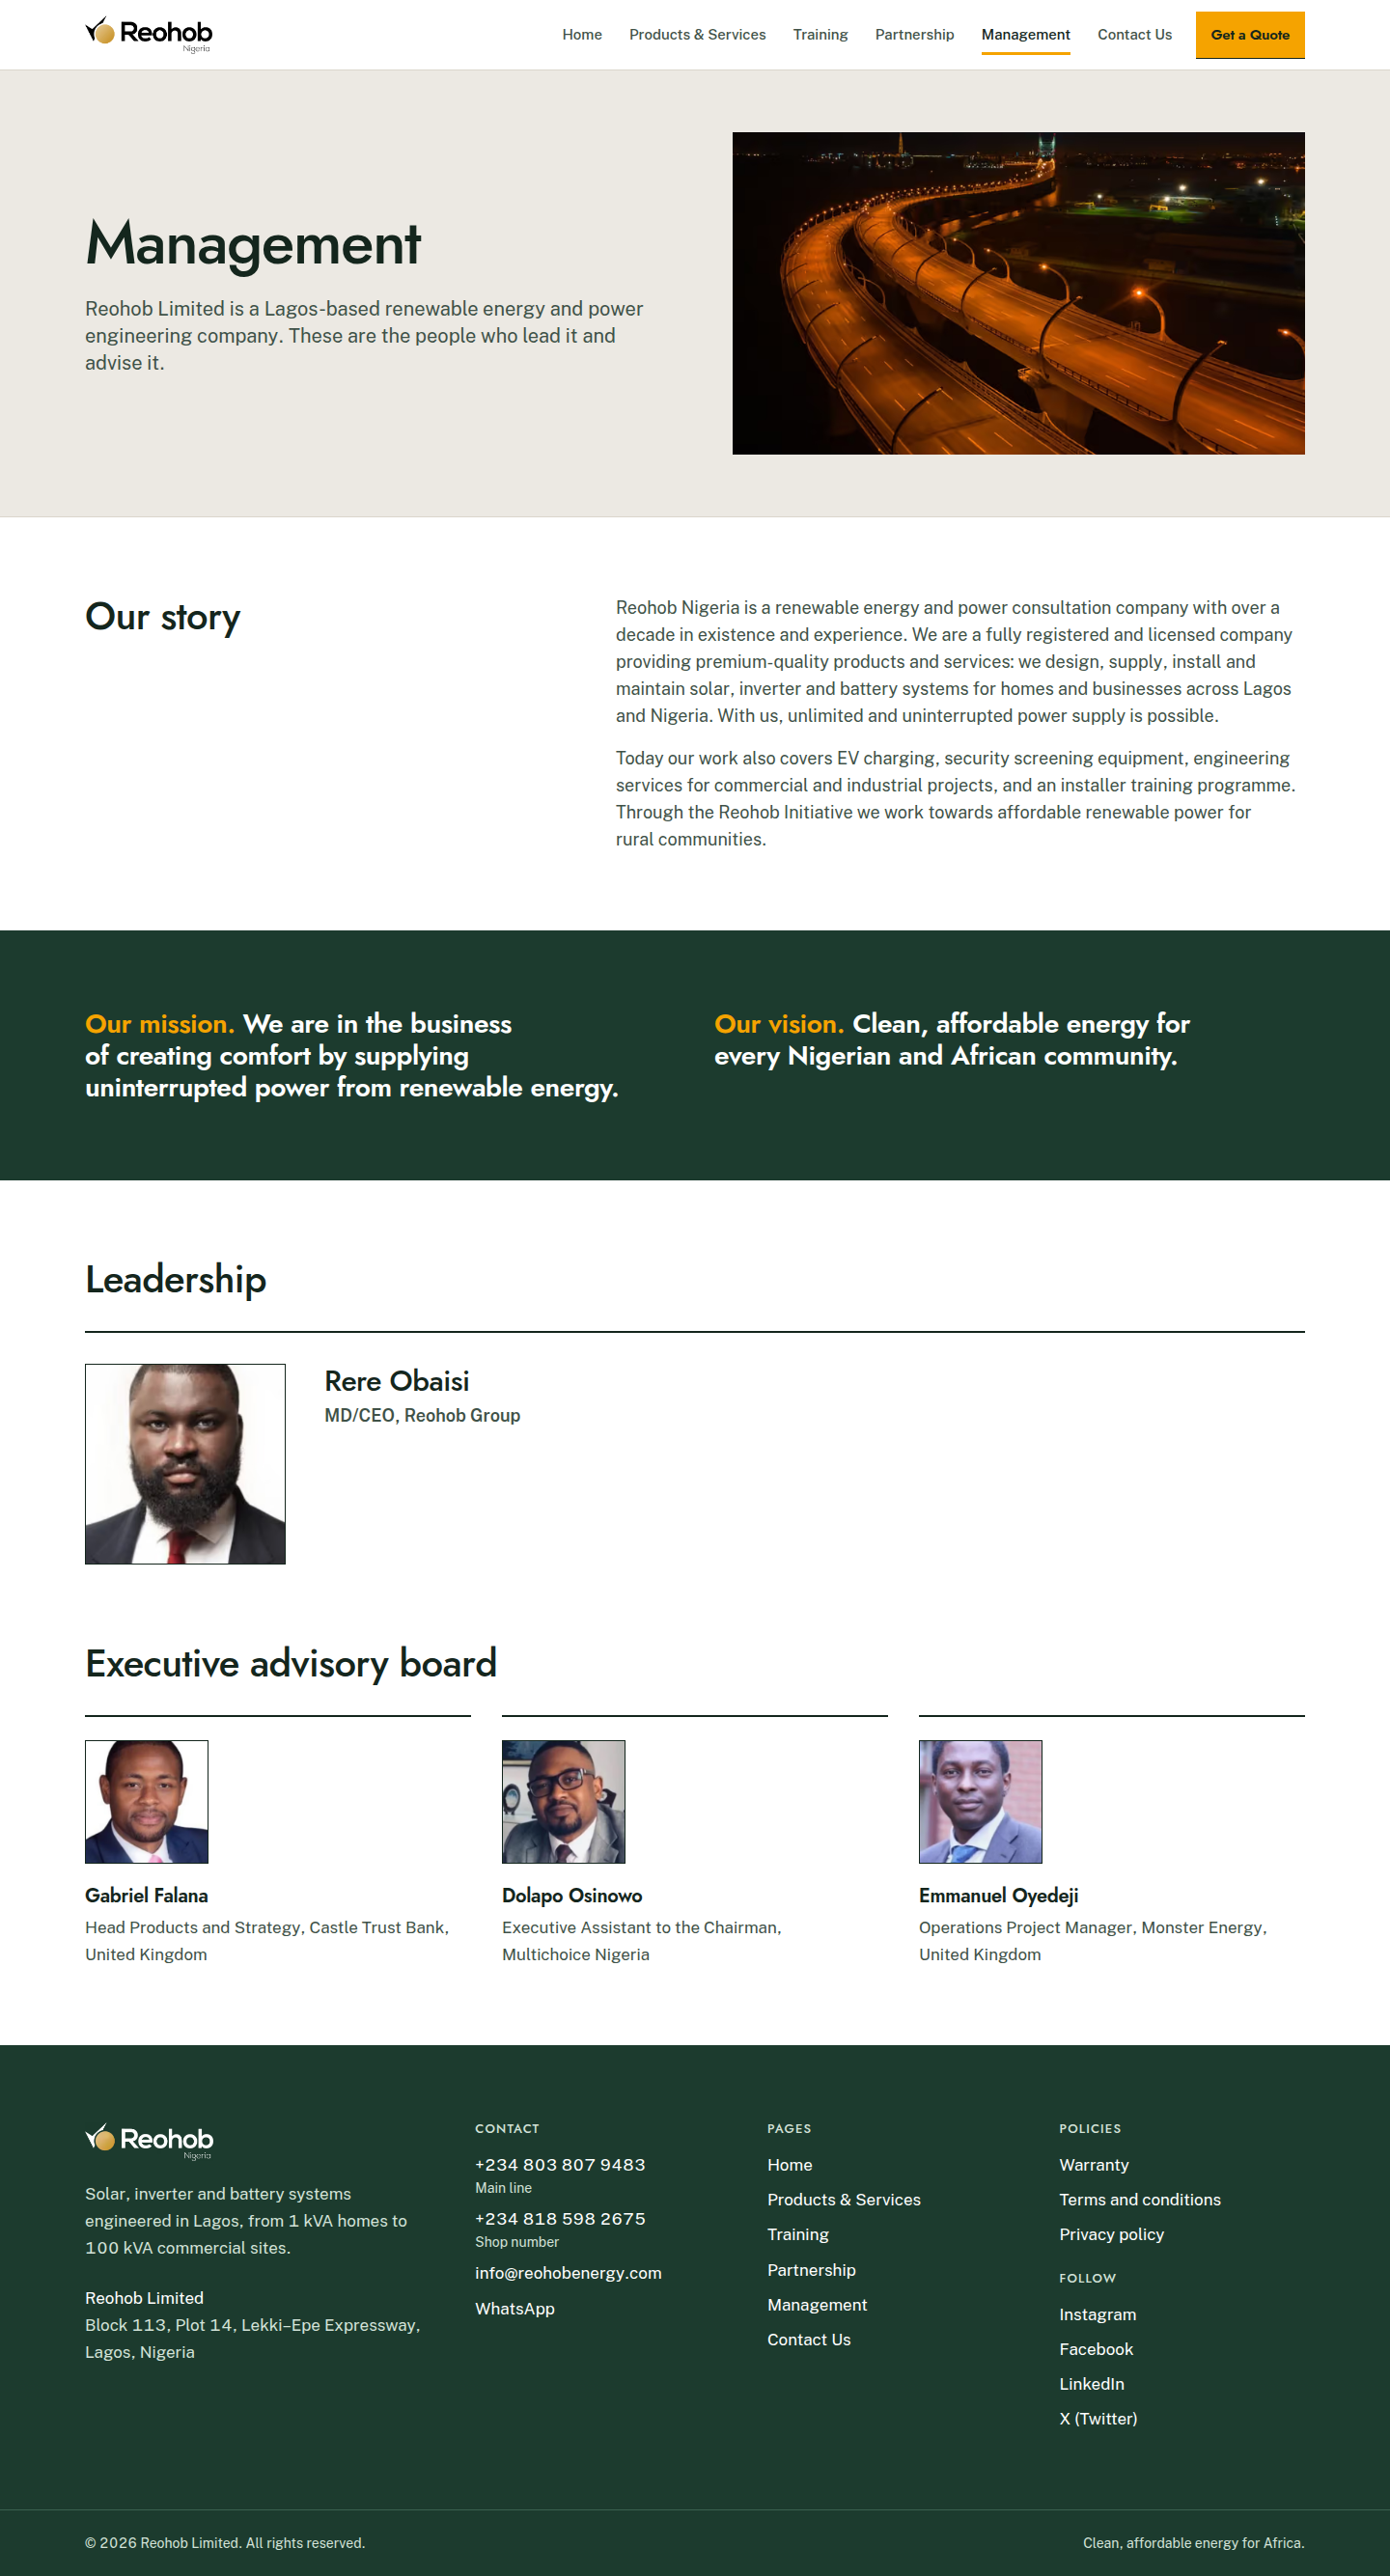 Reohob
Nigeria
Home
Products & Services
Training
Partnership
Management
Contact Us
Get a Quote
Management
Reohob Limited is a Lagos-based renewable energy and power
engineering company. These are the people who lead it and
advise it.
Our story
Reohob Nigeria is a renewable energy and power consultation company with over a
decade in existence and experience. We are a fully registered and licensed company
providing premium-quality products and services: we design, supply, install and
maintain solar, inverter and battery systems for homes and businesses across Lagos
and Nigeria. With us, unlimited and uninterrupted power supply is possible.
Today our work also covers EV charging, security screening equipment, engineering
services for commercial and industrial projects, and an installer training programme.
Through the Reohob Initiative we work towards affordable renewable power for
rural communities.
Our mission. We are in the business
of creating comfort by supplying
uninterrupted power from renewable energy.
Our vision. Clean, affordable energy for
every Nigerian and African community.
Leadership
Rere Obaisi
MD/CEO, Reohob Group
Executive advisory board
Gabriel Falana
Head Products and Strategy, Castle Trust Bank,
United Kingdom
Dolapo Osinowo
Executive Assistant to the Chairman,
Multichoice Nigeria
Emmanuel Oyedeji
Operations Project Manager, Monster Energy,
United Kingdom
Reohob
Nigeria
Solar, inverter and battery systems
engineered in Lagos, from 1 kVA homes to
100 kVA commercial sites.
Reohob Limited
Block 113, Plot 14, Lekki–Epe Expressway,
Lagos, Nigeria
CONTACT
+234 803 807 9483
Main line
+234 818 598 2675
Shop number
info@reohobenergy.com
WhatsApp
PAGES
Home
Products & Services
Training
Partnership
Management
Contact Us
POLICIES
Warranty
Terms and conditions
Privacy policy
FOLLOW
Instagram
Facebook
LinkedIn
X (Twitter)
© 2026 Reohob Limited. All rights reserved.
Clean, affordable energy for Africa.